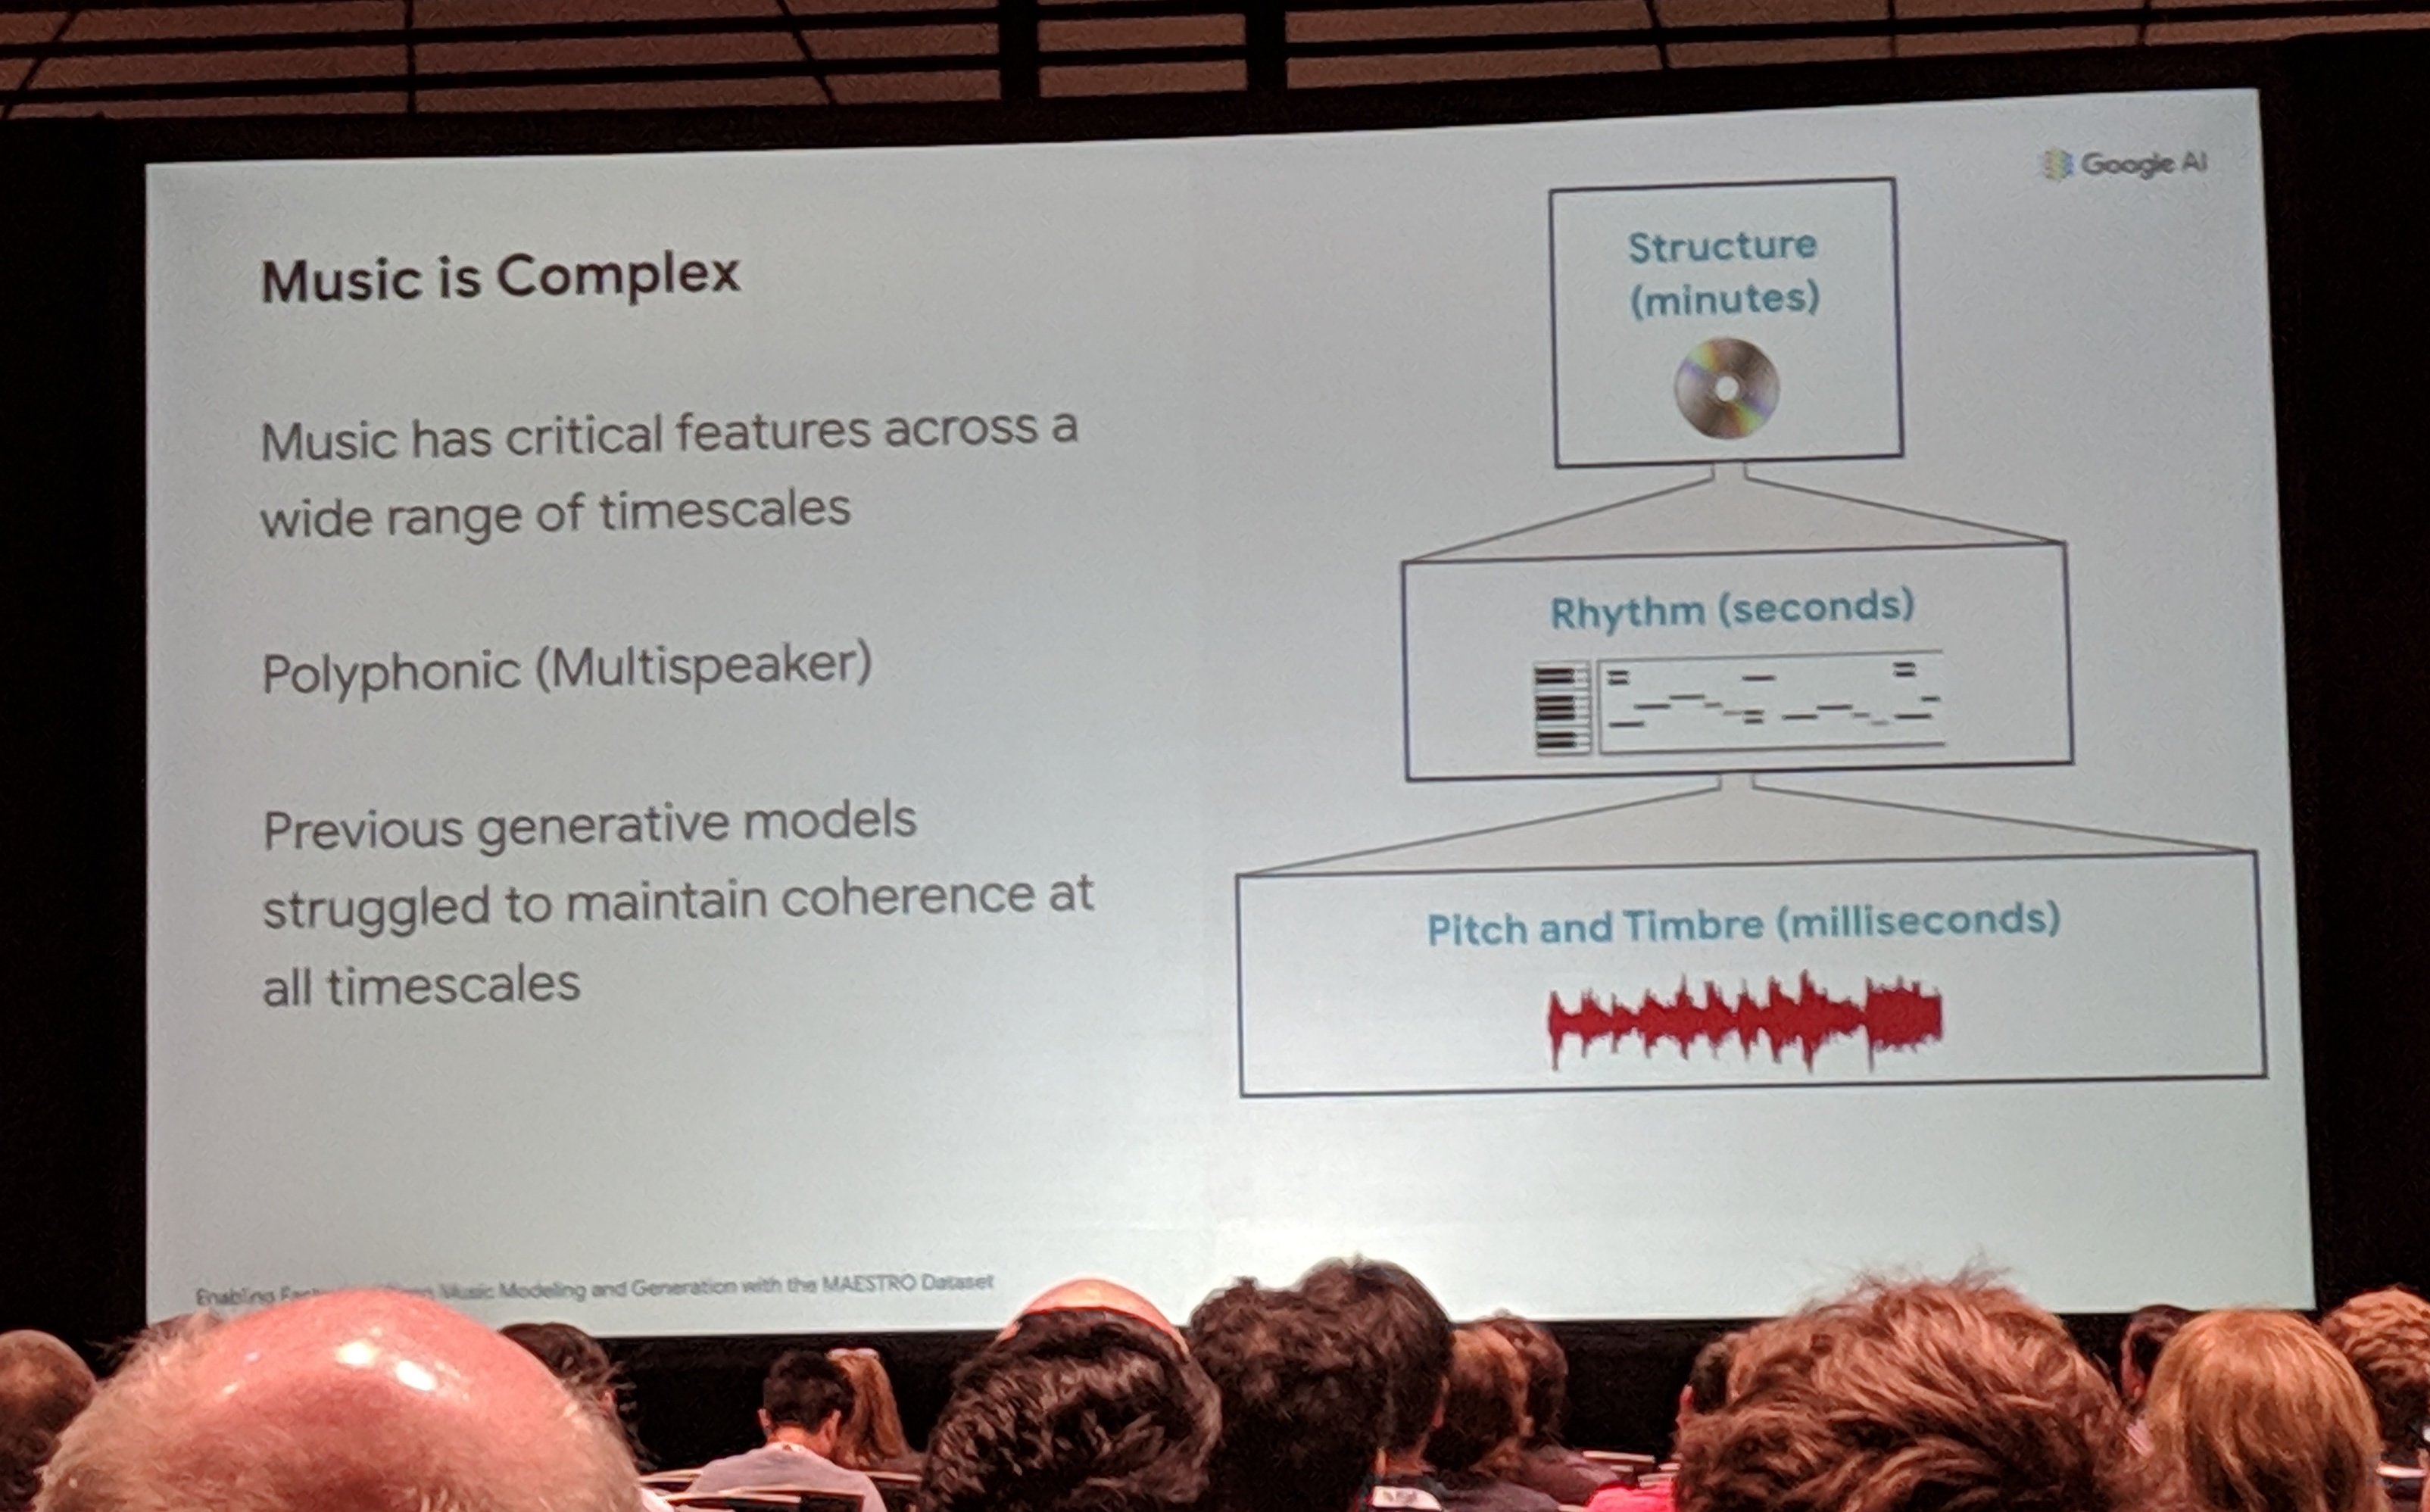 Google AI
Music is Complex
Music has critical features across a
wide range of timescales
Polyphonic (Multispeaker)
Previous generative models
struggled to maintain coherence at
all timescales
Structure
(minutes)
Rhythm (seconds)
Pitch and Timbre (milliseconds)
Enabling Music Modeling and Generation with the MAESTRO Dataset